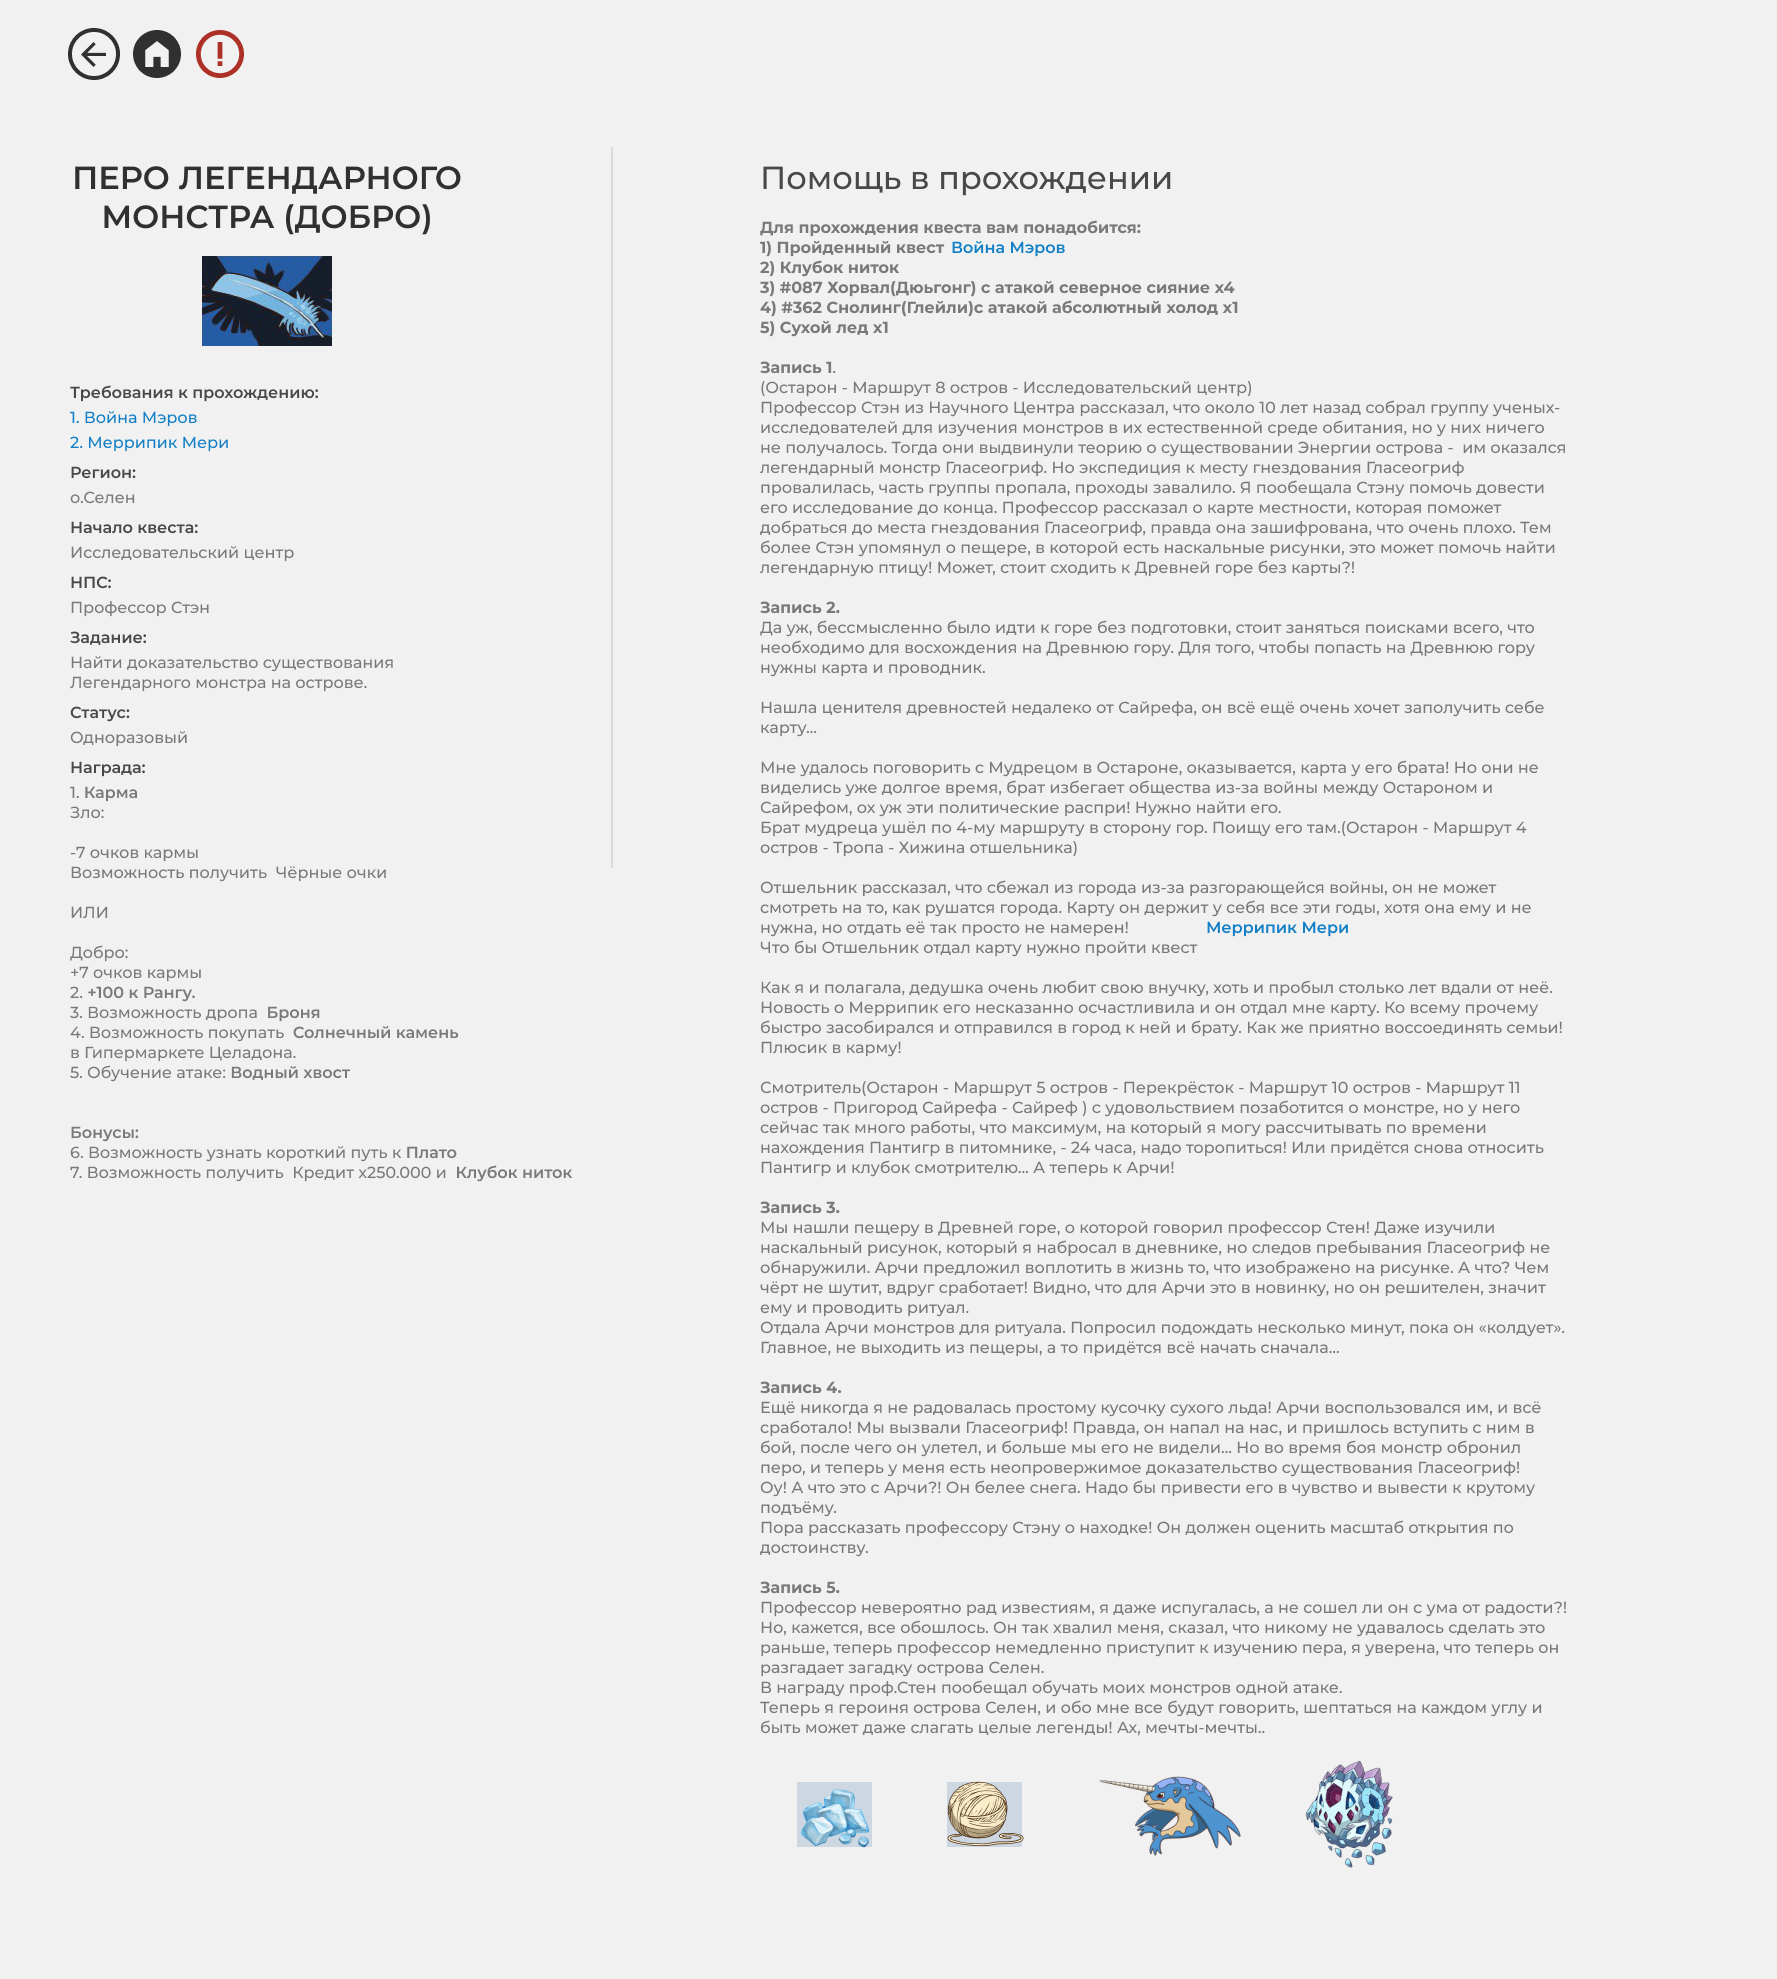 ПЕРО ЛЕГЕНДАРНОГО
МОНСТРА (ДОБРО)
Требования к прохождению:
1. Война Мэров
2. Меррипик Мери
Регион:
о.Селен
Начало квеста:
Исследовательский центр
НПС:
Профессор Стэн
Задание:
Найти доказательство существования
Легендарного монстра на острове.
Статус:
Одноразовый
Награда:
1. Карма
Зло:
-7 очков кармы
Возможность получить  Чёрные очки
ИЛИ
Добро:
+7 очков кармы
2. +100 к Рангу.
3. Возможность дропа  Броня
4. Возможность покупать  Солнечный камень
в Гипермаркете Целадона.
5. Обучение атаке: Водный хвост
Бонусы:
6. Возможность узнать короткий путь к Плато
7. Возможность получить  Кредит x250.000 и  Клубок ниток
Помощь в прохождении
Для прохождения квеста вам понадобится:
1) Пройденный квест Война Мэров
2) Клубок ниток
3) #087 Хорвал(Дюьгонг) с атакой северное сияние х4
4) #362 Снолинг(Глейли)с атакой абсолютный холод х1
5) Сухой лед х1
Запись 1.
(Остарон - Маршрут 8 остров - Исследовательский центр)
Профессор Стэн из Научного Центра рассказал, что около 10 лет назад собрал группу ученых-
исследователей для изучения монстров в их естественной среде обитания, но у них ничего
не получалось. Тогда они выдвинули теорию о существовании Энергии острова -  им оказался
легендарный монстр Гласеогриф. Но экспедиция к месту гнездования Гласеогриф
провалилась, часть группы пропала, проходы завалило. Я пообещала Стэну помочь довести
его исследование до конца. Профессор рассказал о карте местности, которая поможет
добраться до места гнездования Гласеогриф, правда она зашифрована, что очень плохо. Тем
более Стэн упомянул о пещере, в которой есть наскальные рисунки, это может помочь найти
легендарную птицу! Может, стоит сходить к Древней горе без карты?!
Запись 2.
Да уж, бессмысленно было идти к горе без подготовки, стоит заняться поисками всего, что
необходимо для восхождения на Древнюю гору. Для того, чтобы попасть на Древнюю гору
нужны карта и проводник.
Нашла ценителя древностей недалеко от Сайрефа, он всё ещё очень хочет заполучить себе
карту...
Мне удалось поговорить с Мудрецом в Остароне, оказывается, карта у его брата! Но они не
виделись уже долгое время, брат избегает общества из-за войны между Остароном и
Сайрефом, ох уж эти политические распри! Нужно найти его.
Брат мудреца ушёл по 4-му маршруту в сторону гор. Поищу его там.(Остарон - Маршрут 4
остров - Тропа - Хижина отшельника)
Отшельник рассказал, что сбежал из города из-за разгорающейся войны, он не может
смотреть на то, как рушатся города. Карту он держит у себя все эти годы, хотя она ему и не
нужна, но отдать её так просто не намерен! Меррипик Мери
Что бы Отшельник отдал карту нужно пройти квест
Как я и полагала, дедушка очень любит свою внучку, хоть и пробыл столько лет вдали от неё.
Новость о Меррипик его несказанно осчастливила и он отдал мне карту. Ко всему прочему
быстро засобирался и отправился в город к ней и брату. Как же приятно воссоединять семьи!
Плюсик в карму!
Смотритель(Остарон - Маршрут 5 остров - Перекрёсток - Маршрут 10 остров - Маршрут 11
остров - Пригород Сайрефа - Сайреф ) с удовольствием позаботится о монстре, но у него
сейчас так много работы, что максимум, на который я могу рассчитывать по времени
нахождения Пантигр в питомнике, - 24 часа, надо торопиться! Или придётся снова относить
Пантигр и клубок смотрителю... А теперь к Арчи!
Запись 3.
Мы нашли пещеру в Древней горе, о которой говорил профессор Стен! Даже изучили
наскальный рисунок, который я набросал в дневнике, но следов пребывания Гласеогриф не
обнаружили. Арчи предложил воплотить в жизнь то, что изображено на рисунке. А что? Чем
чёрт не шутит, вдруг сработает! Видно, что для Арчи это в новинку, но он решителен, значит
ему и проводить ритуал.
Отдала Арчи монстров для ритуала. Попросил подождать несколько минут, пока он «колдует».
Главное, не выходить из пещеры, а то придётся всё начать сначала...
Запись 4.
Ещё никогда я не радовалась простому кусочку сухого льда! Арчи воспользовался им, и всё
сработало! Мы вызвали Гласеогриф! Правда, он напал на нас, и пришлось вступить с ним в
бой, после чего он улетел, и больше мы его не видели... Но во время боя монстр обронил
перо, и теперь у меня есть неопровержимое доказательство существования Гласеогриф!
Оу! А что это с Арчи?! Он белее снега. Надо бы привести его в чувство и вывести к крутому
подъёму.
Пора рассказать профессору Стэну о находке! Он должен оценить масштаб открытия по
достоинству.
Запись 5.
Профессор невероятно рад известиям, я даже испугалась, а не сошел ли он с ума от радости?!
Но, кажется, все обошлось. Он так хвалил меня, сказал, что никому не удавалось сделать это
раньше, теперь профессор немедленно приступит к изучению пера, я уверена, что теперь он
разгадает загадку острова Селен.
В награду проф.Стен пообещал обучать моих монстров одной атаке.
Теперь я героиня острова Селен, и обо мне все будут говорить, шептаться на каждом углу и
быть может даже слагать целые легенды! Ах, мечты-мечты..